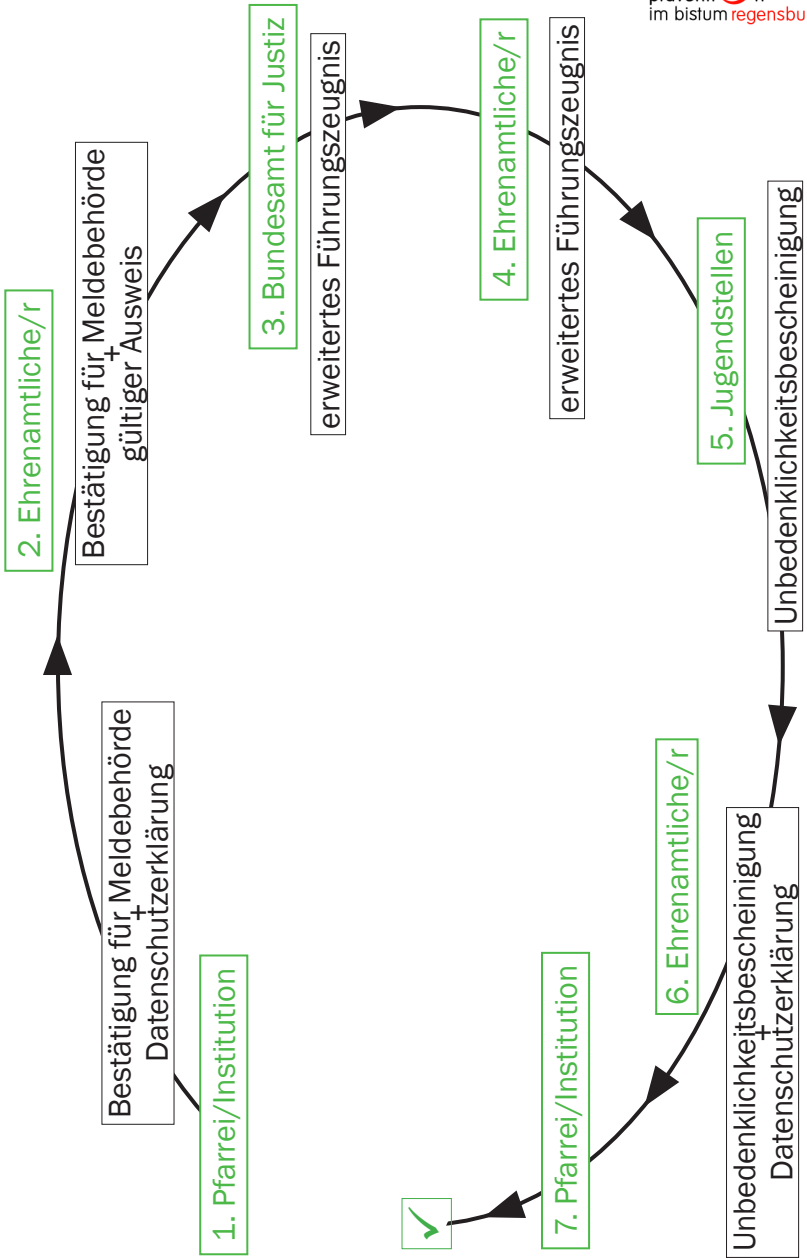 im bistum regensbu
1. Pfarrei/Institution
Bestätigung für Meldebehörde
+
Datenschutzerklärung
2. Ehrenamtliche/r
Bestätigung für Meldebehörde
+
gültiger Ausweis
3. Bundesamt für Justiz
erweitertes Führungszeugnis
4. Ehrenamtliche/r
erweitertes Führungszeugnis
5. Jugendstellen
Unbedenklichkeitsbescheinigung
6. Ehrenamtliche/r
Unbedenklichkeitsbescheinigung
+
Datenschutzerklärung
7. Pfarrei/Institution